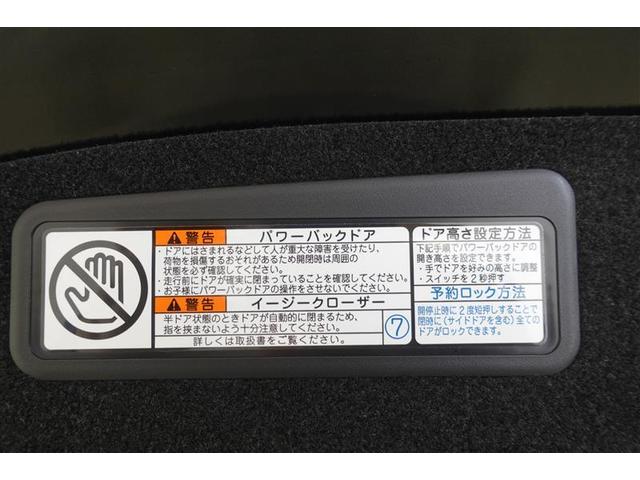 警告 パワーバックドア
・ドアにはさまれるなどして人が重大な障害を受けたり、
荷物を損傷するおそれがあるため開閉時は周囲の
状態を必ず確認してください。
・走行前にドアが確実に閉まっていることを確認してください。
・お子様にパワーバックドアの操作をさせないでください。
警告 イージークローザー
半ドア状態のときドアが自動的に閉まるため、
指を挟まないよう十分注意してください。
詳しくは取扱書をご覧ください。
7
ドア高さ設定方法
下記手順でパワーバックドアの
開き高さを設定できます。
・手でドアを好みの高さに調整
・スイッチを2秒押す
予約ロック方法
開停止時に2度短押しすることで
閉時に(サイドドアを含む)全ての
ドアがロックできます。